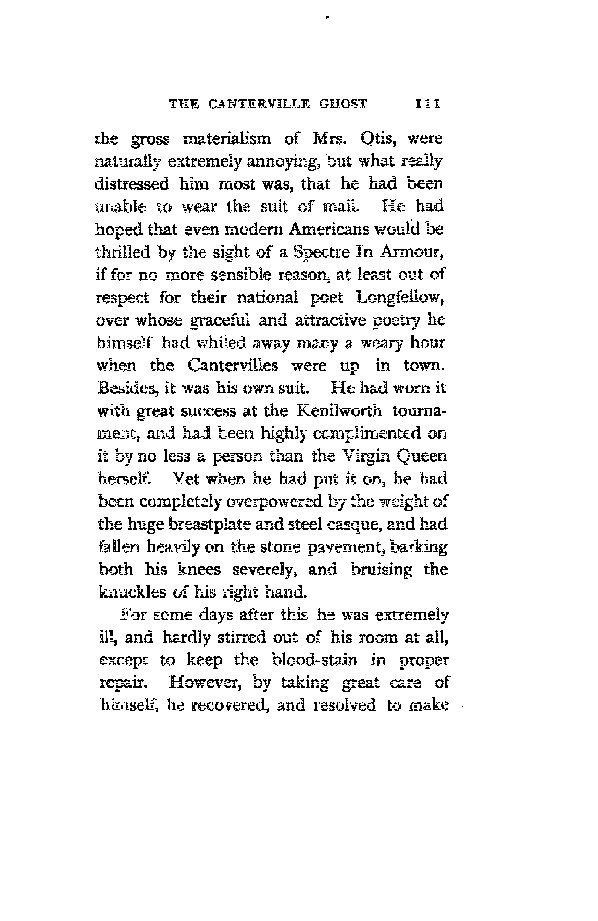 THE CANTERVILLE GHOST 111
the gross materialism of Mrs. Otis, were
naturally extremely annoying, but what really
distressed him most was, that he had been
unable to wear the suit of mail. He had
hoped that even modern Americans would be
thrilled by the sight of a Spectre In Armour,
if for no more sensible reason, at least out of
respect for their national poet Longfellow,
over whose graceful and attractive poetry he
himself had whiled away many a weary hour
when the Cantervilles were up in town.
Besides, it was his own suit. He had worn it
with great success at the Kenilworth tourna-
ment, and had been highly complimented on
it by no less a person than the Virgin Queen
herself. Yet when he had put it on, he had
been completely overpowered by the weight of
the huge breastplate and steel casque, and had
fallen heavily on the stone pavement, barking
both his knees severely, and bruising the
knuckles of his right hand.
For some days after this he was extremely
ill, and hardly stirred out of his room at all,
except to keep the blood-stain in proper
repair. However, by taking great care of
himself, he recovered, and resolved to make